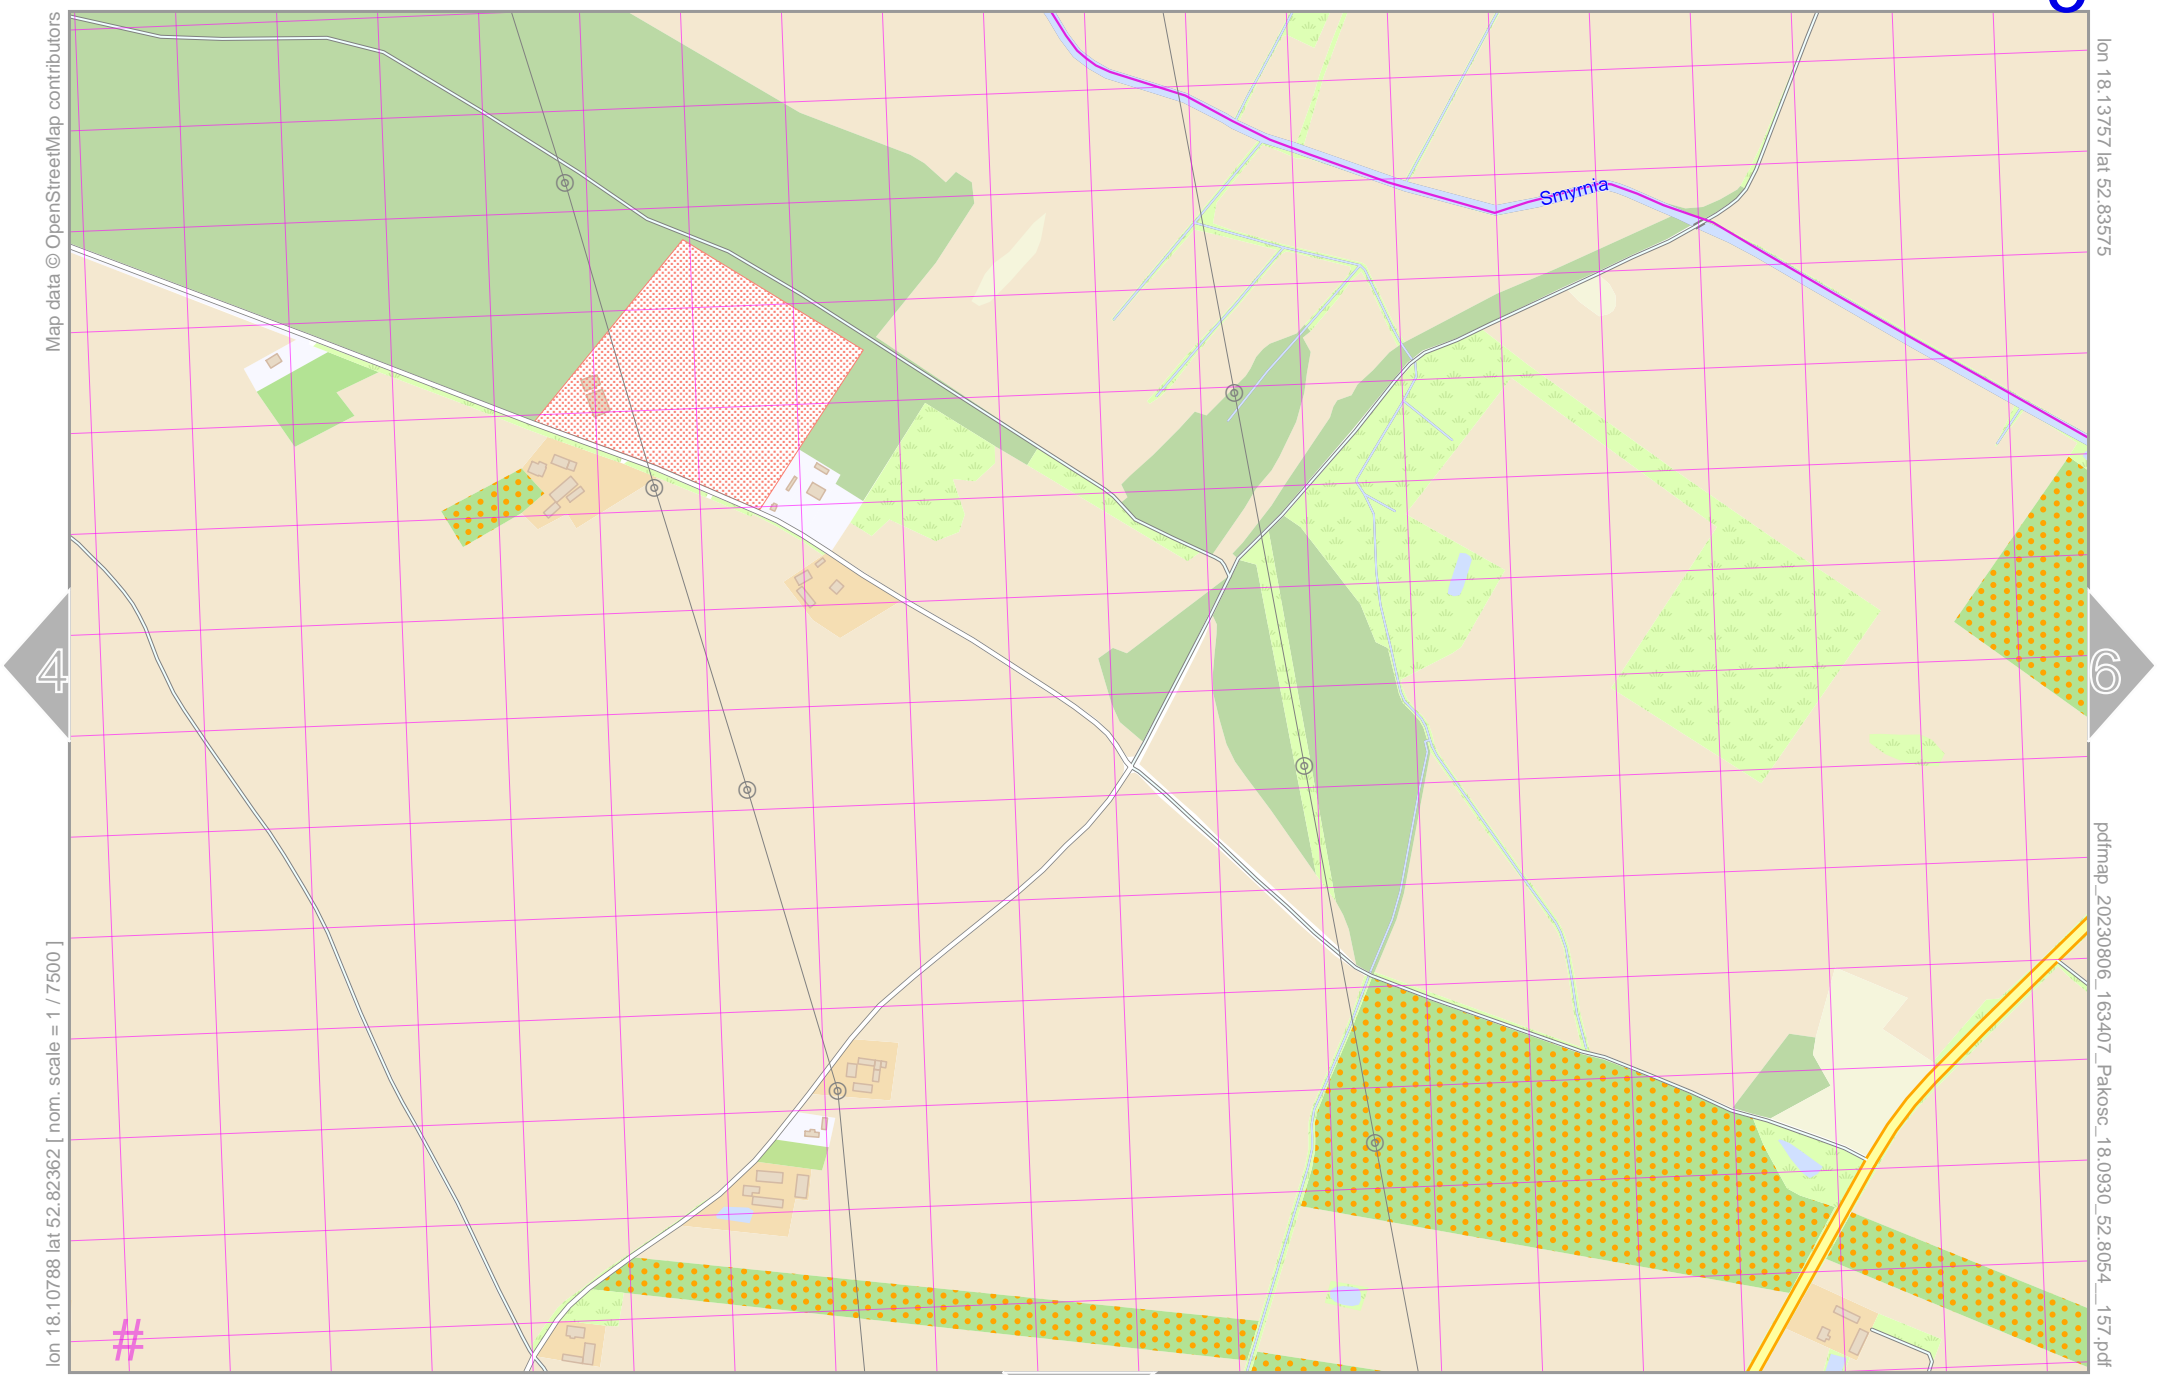 Map data © OpenStreetMap contributors
lon 18.10788 lat 52.82362 [ nom. scale = 1 / 7500 ]
lon 18.13757 lat 52.83575
pdfmap_20230806_163407_Pakosc_18.0930_52.8054__157.pdf
Smyrnia
4
6
#